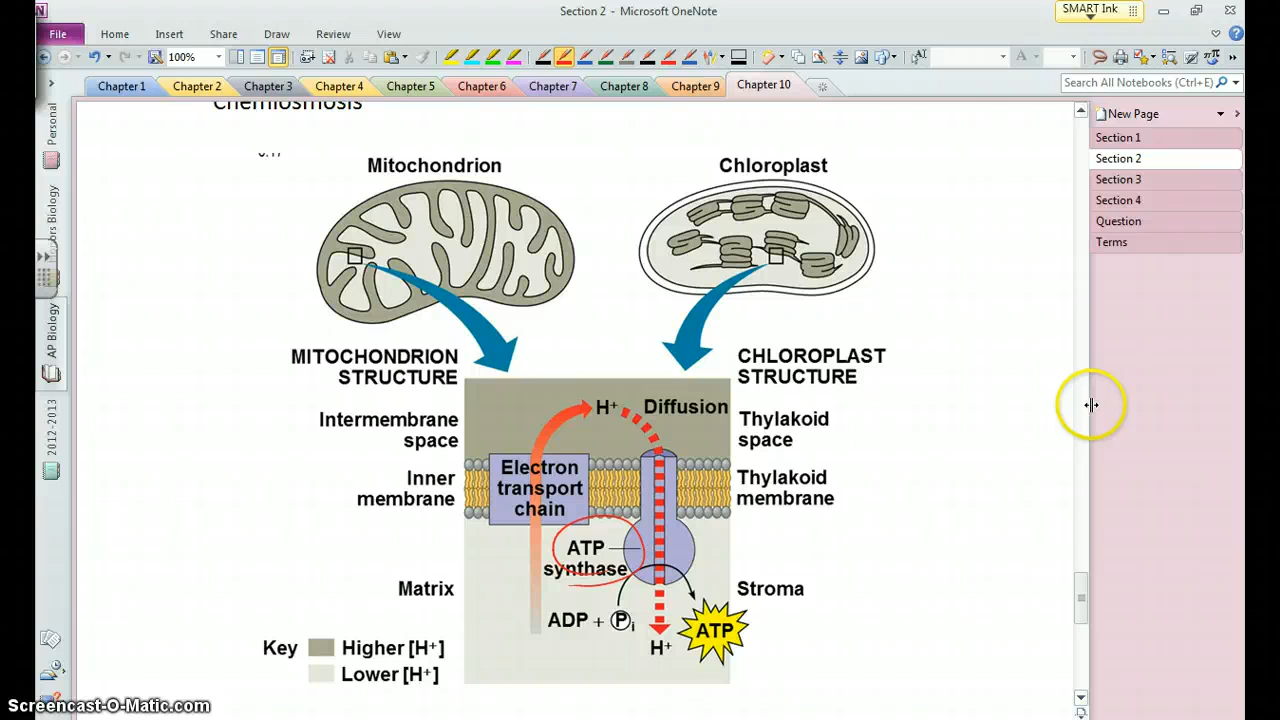 Section 2 - Microsoft OneNote
SMART Ink
File Home Insert Share Draw Review View
100%
Chapter 1 Chapter 2 Chapter 3 Chapter 4 Chapter 5 Chapter 6 Chapter 7 Chapter 8 Chapter 9 Chapter 10
Search All Notebooks (Ctrl+E)
New Page
Section 1
Section 2
Section 3
Section 4
Question
Terms
Personal
Honors Biology
AP Biology
2012-2013
chemiosmosis
Mitochondrion Chloroplast
MITOCHONDRION
STRUCTURE
CHLOROPLAST
STRUCTURE
H+ Diffusion
Intermembrane
space
Thylakoid
space
Inner
membrane
Electron
transport
chain
Thylakoid
membrane
ATP
synthase
Matrix
Stroma
ADP + Pi
ATP
H+
Key Higher [H+]
Lower [H+]
Screencast-O-Matic.com